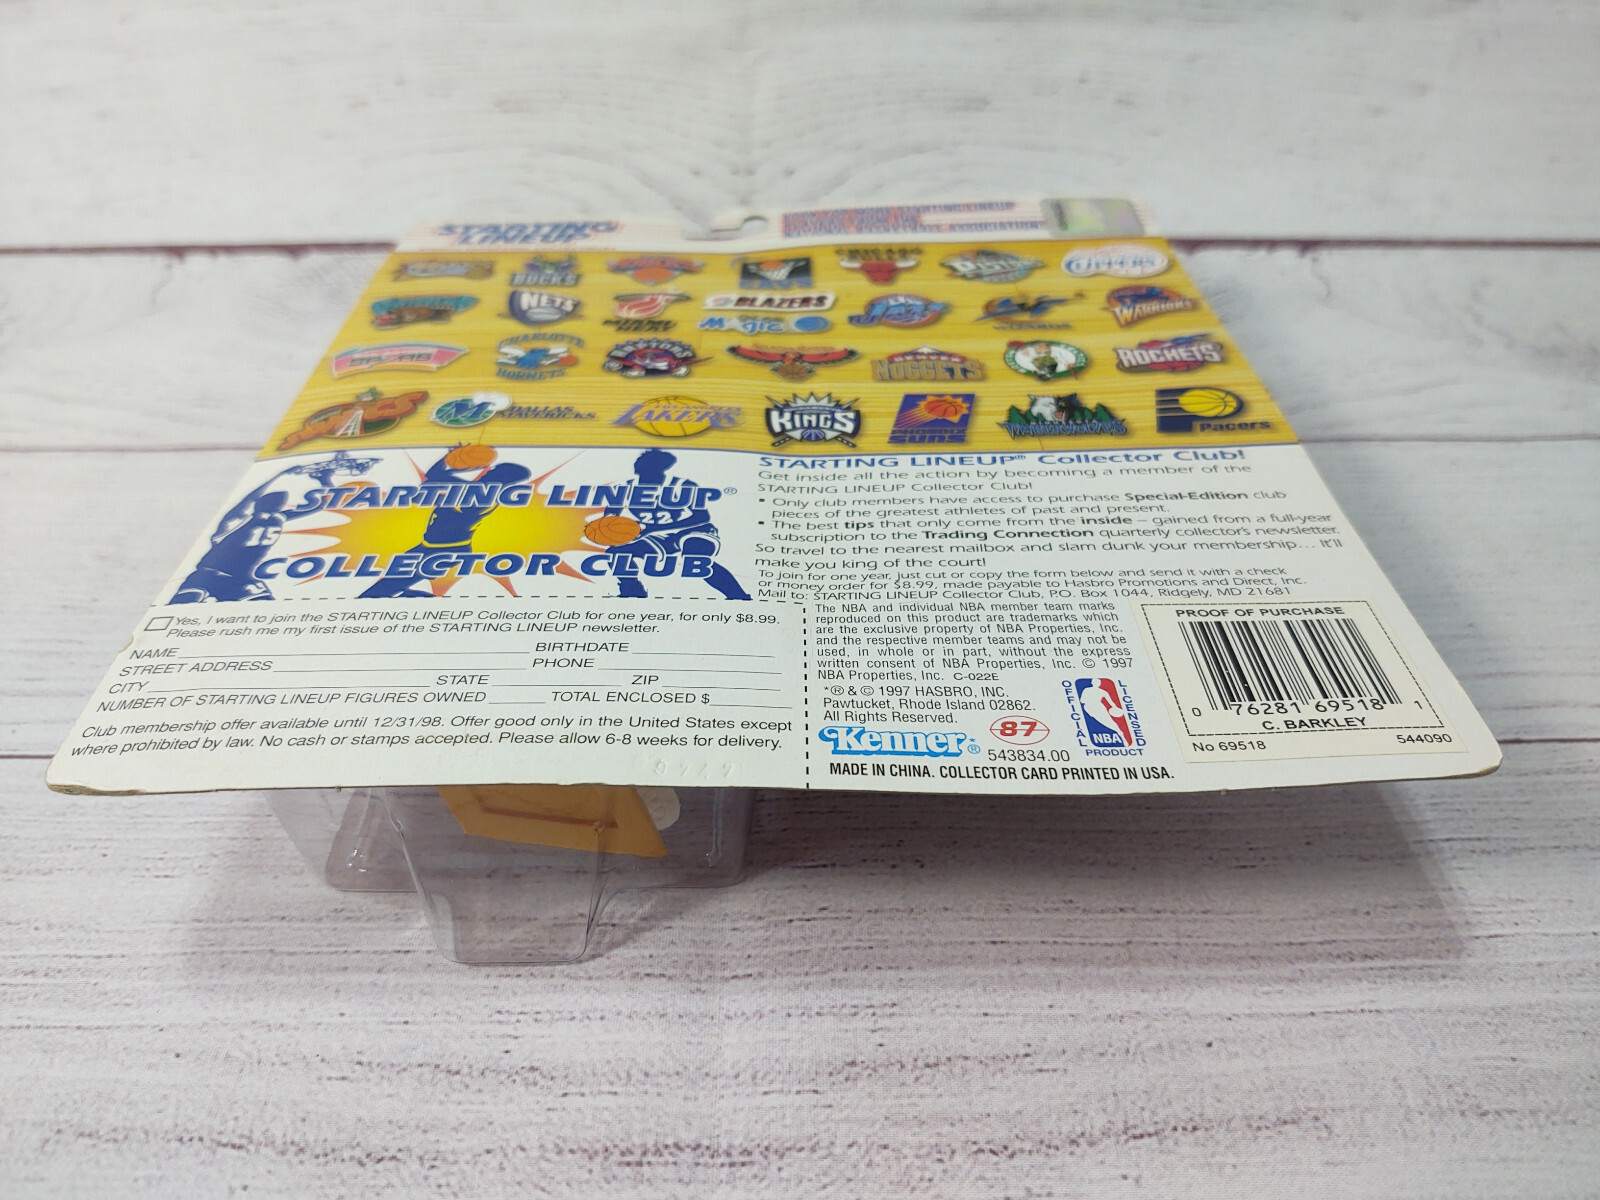 STARTING
LINEUP
BUCKS
CHICAGO
BULLS
CLIPPERS
NETS
MIAMI
HEAT
BLAZERS
MAGIC
JAZZ
WIZARDS
WARRIORS
SPURS
CHARLOTTE
HORNETS
RAPTORS
DENVER
NUGGETS
ROCKETS
SONICS
DALLAS
MAVERICKS
LOS ANGELES
LAKERS
KINGS
PHOENIX
SUNS
TIMBERWOLVES
Pacers
STARTING LINEUP®
COLLECTOR CLUB
15
22
STARTING LINEUP® Collector Club!
Get inside all the action by becoming a member of the
STARTING LINEUP Collector Club!
• Only club members have access to purchase Special-Edition club
pieces of the greatest athletes of past and present.
• The best tips that only come from the inside – gained from a full-year
subscription to the Trading Connection quarterly collector's newsletter.
So travel to the nearest mailbox and slam dunk your membership... It'll
make you king of the court!
To join for one year, just cut or copy the form below and send it with a check
or money order for $8.99, made payable to Hasbro Promotions and Direct, Inc.
Mail to: STARTING LINEUP Collector Club, P.O. Box 1044, Ridgely, MD 21681
Yes, I want to join the STARTING LINEUP Collector Club for one year, for only $8.99.
Please rush me my first issue of the STARTING LINEUP newsletter.
NAME BIRTHDATE
STREET ADDRESS PHONE
CITY STATE ZIP
NUMBER OF STARTING LINEUP FIGURES OWNED TOTAL ENCLOSED $
Club membership offer available until 12/31/98. Offer good only in the United States except
where prohibited by law. No cash or stamps accepted. Please allow 6-8 weeks for delivery.
The NBA and individual NBA member team marks
reproduced on this product are trademarks which
are the exclusive property of NBA Properties, Inc.
and the respective member teams and may not be
used, in whole or in part, without the express
written consent of NBA Properties, Inc. © 1997
NBA Properties, Inc. C-022E
*® & © 1997 HASBRO, INC.
Pawtucket, Rhode Island 02862.
All Rights Reserved.
Kenner®
87
543834.00
OFFICIAL LICENSED
NBA
PRODUCT
MADE IN CHINA. COLLECTOR CARD PRINTED IN USA.
PROOF OF PURCHASE
0 76281 69518 1
C. BARKLEY
No 69518 544090